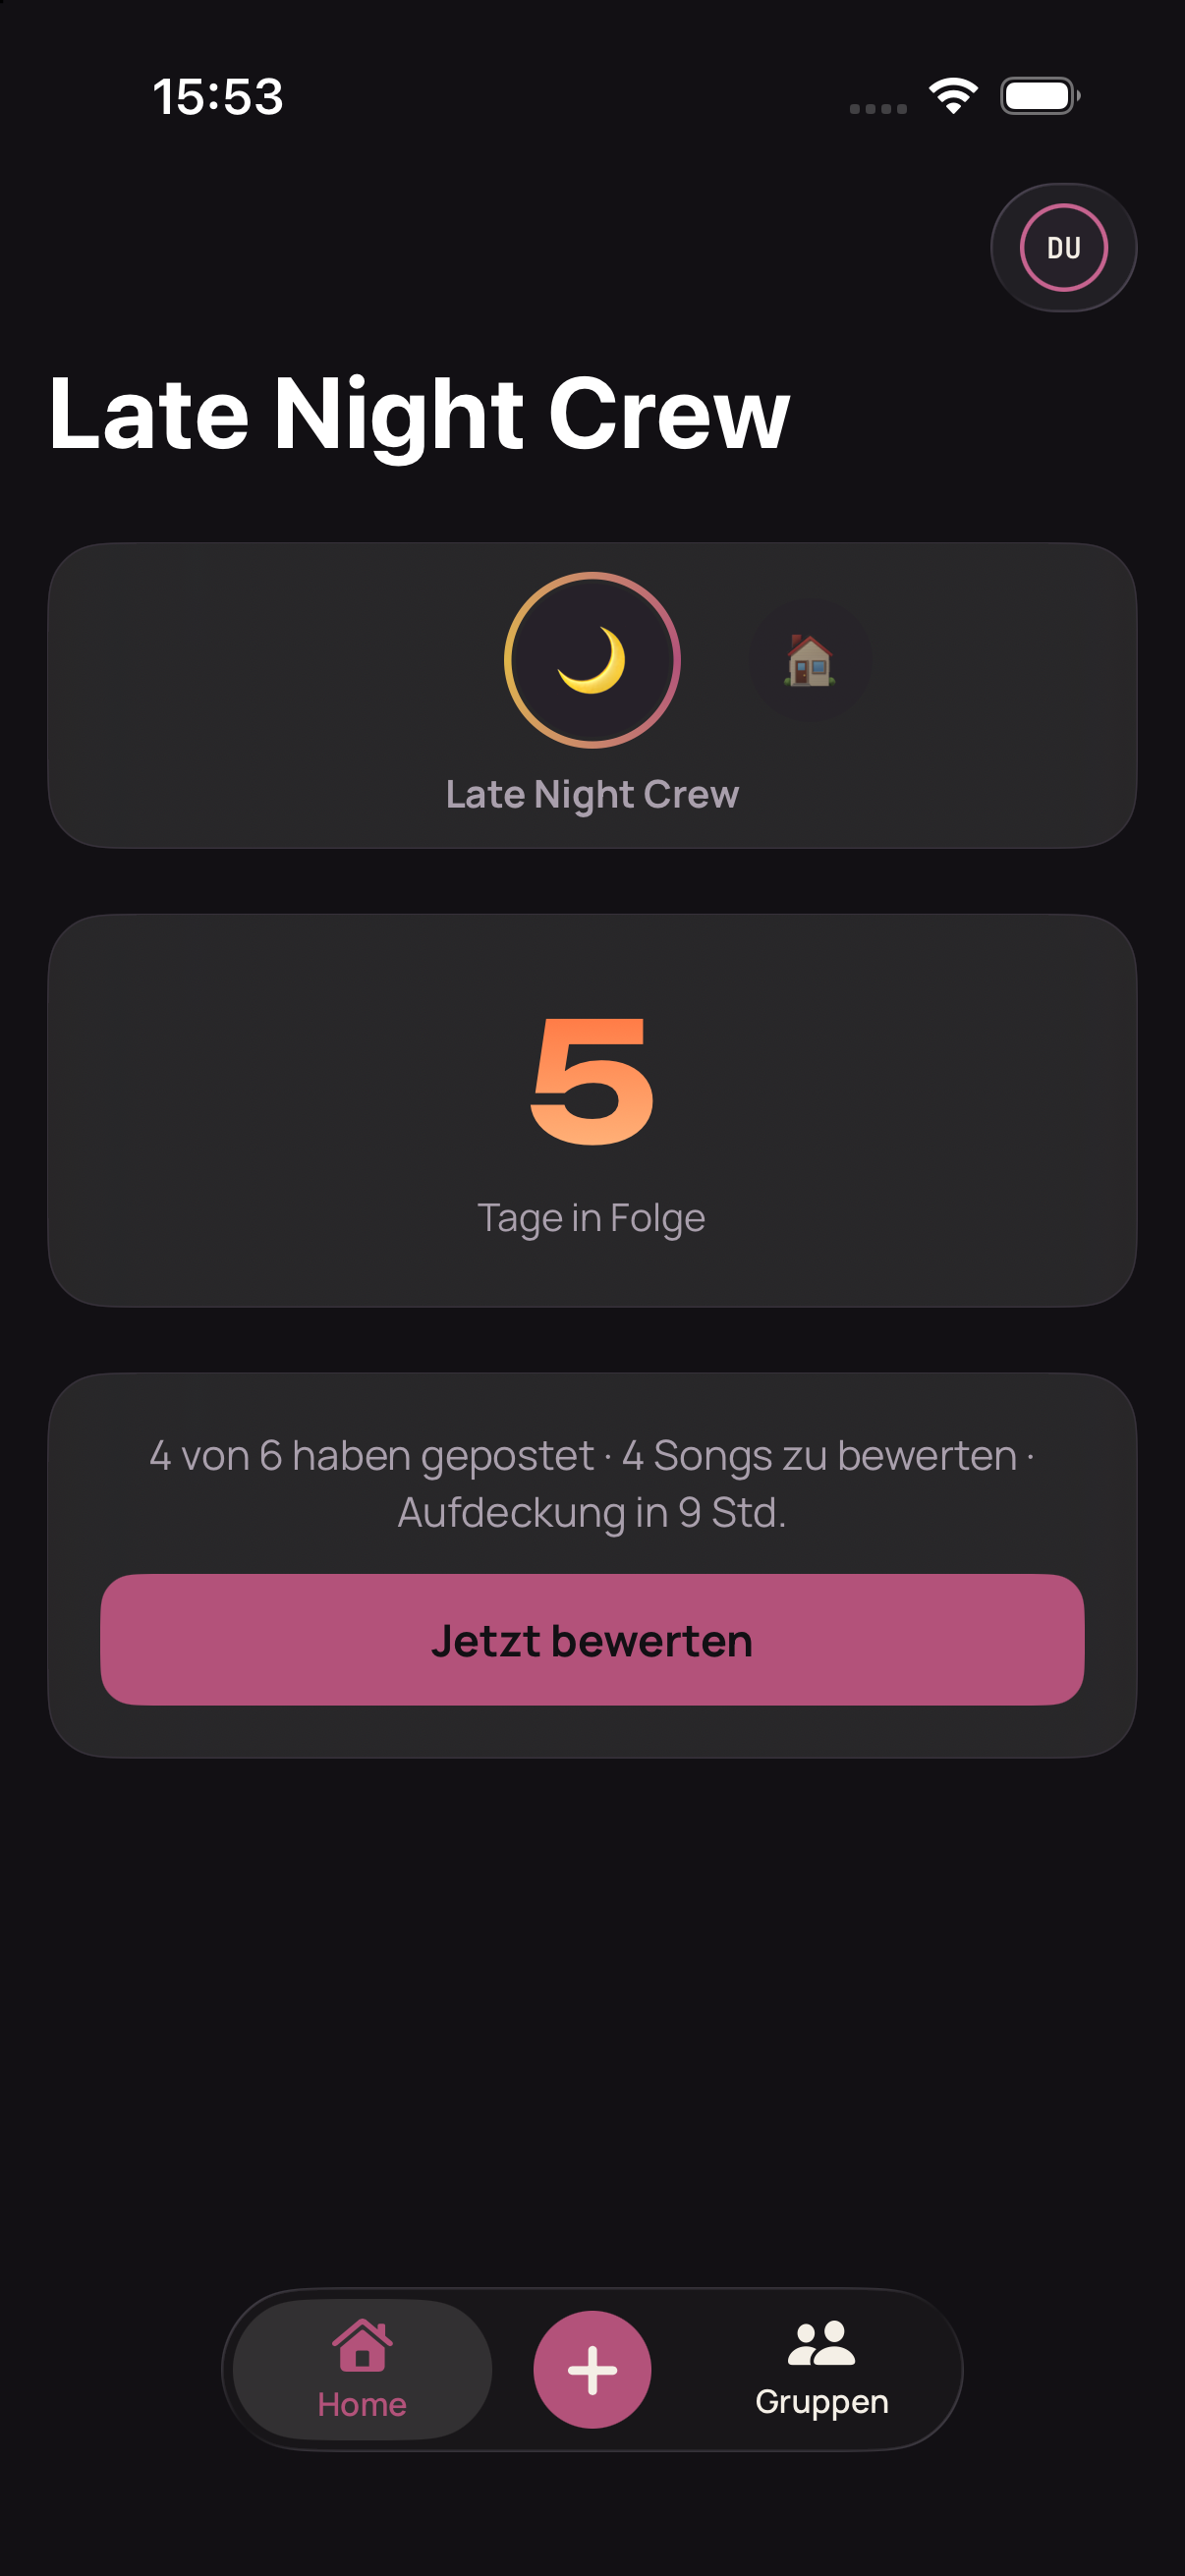 15:53
DU
Late Night Crew
Late Night Crew
5
Tage in Folge
4 von 6 haben gepostet · 4 Songs zu bewerten ·
Aufdeckung in 9 Std.
Jetzt bewerten
Home
Gruppen